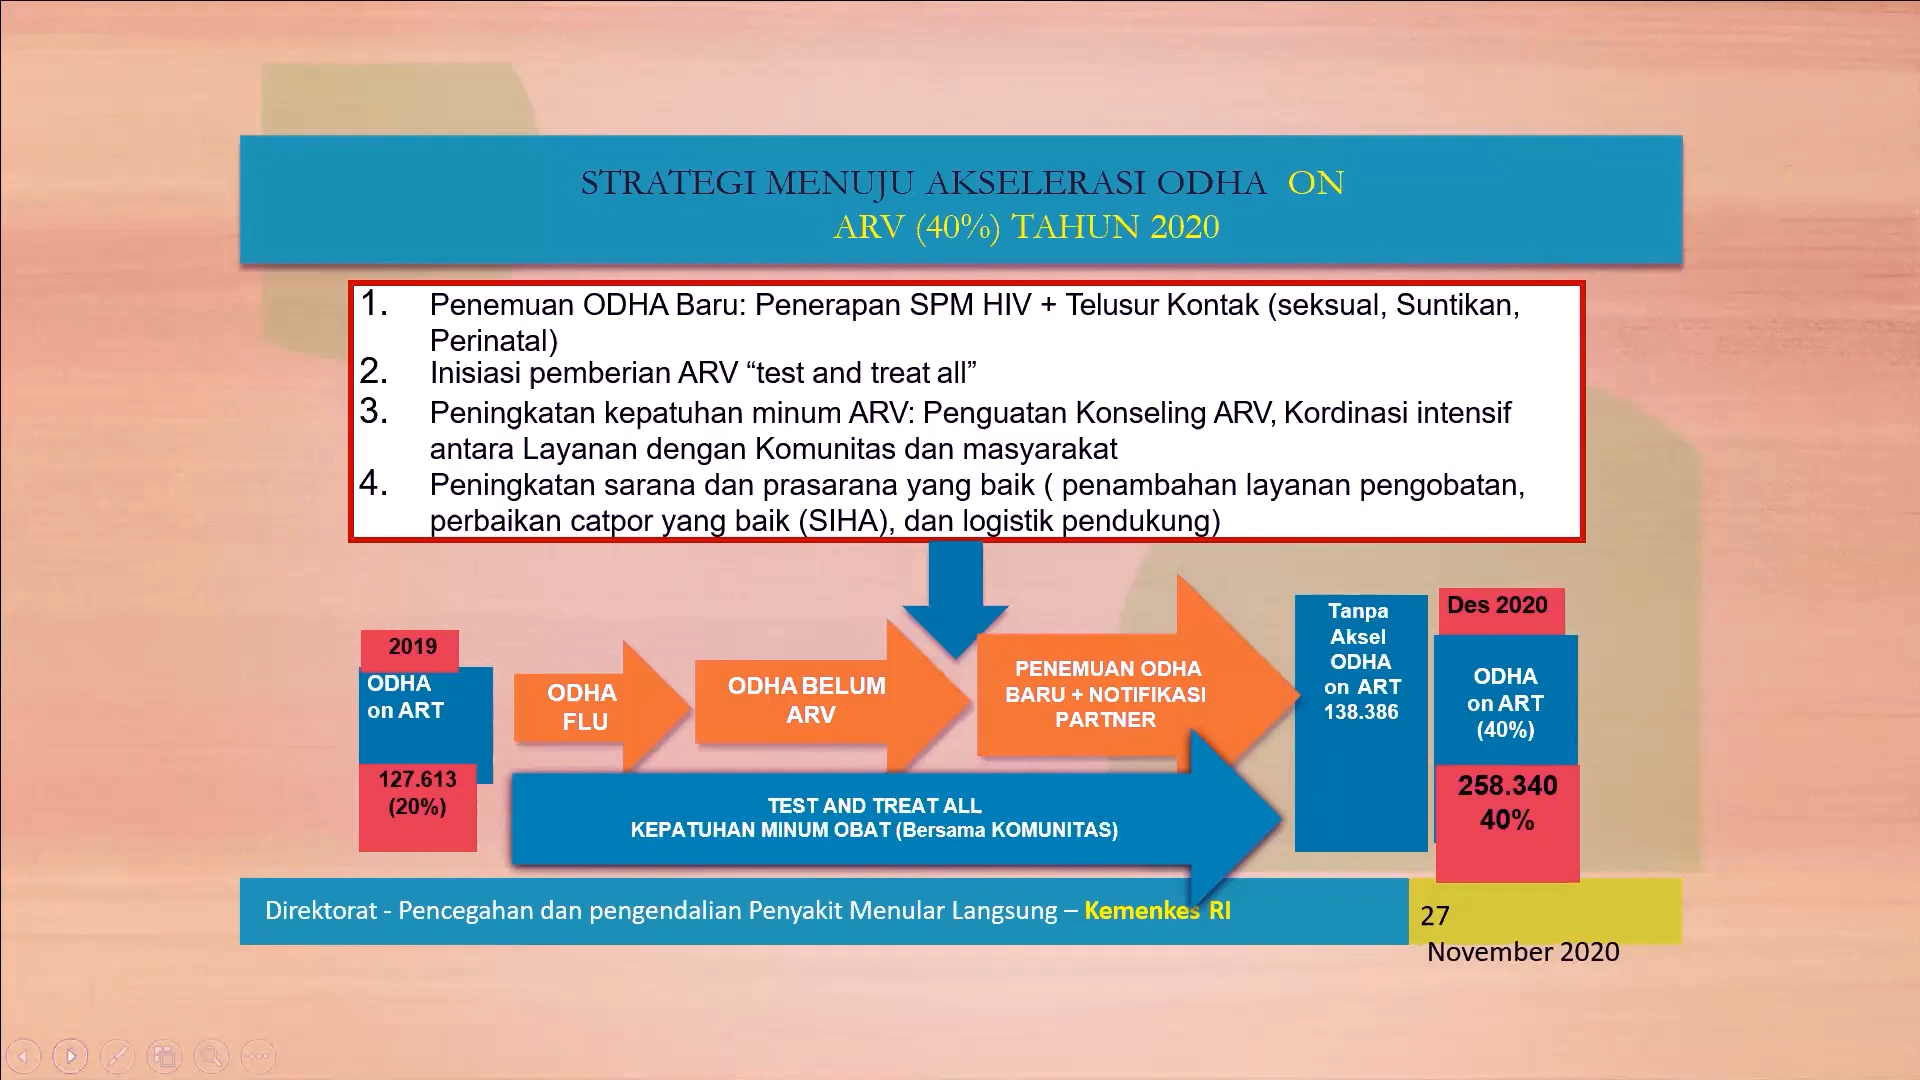 STRATEGI MENUJU AKSELERASI ODHA ON
ARV (40%) TAHUN 2020
1. Penemuan ODHA Baru: Penerapan SPM HIV + Telusur Kontak (seksual, Suntikan,
Perinatal)
2. Inisiasi pemberian ARV “test and treat all”
3. Peningkatan kepatuhan minum ARV: Penguatan Konseling ARV, Kordinasi intensif
antara Layanan dengan Komunitas dan masyarakat
4. Peningkatan sarana dan prasarana yang baik ( penambahan layanan pengobatan,
perbaikan catpor yang baik (SIHA), dan logistik pendukung)
2019
ODHA
on ART
127.613
(20%)
ODHA
FLU
ODHA BELUM
ARV
PENEMUAN ODHA
BARU + NOTIFIKASI
PARTNER
TEST AND TREAT ALL
KEPATUHAN MINUM OBAT (Bersama KOMUNITAS)
Tanpa
Aksel
ODHA
on ART
138.386
Des 2020
ODHA
on ART
(40%)
258.340
40%
Direktorat - Pencegahan dan pengendalian Penyakit Menular Langsung – Kemenkes RI
27
November 2020